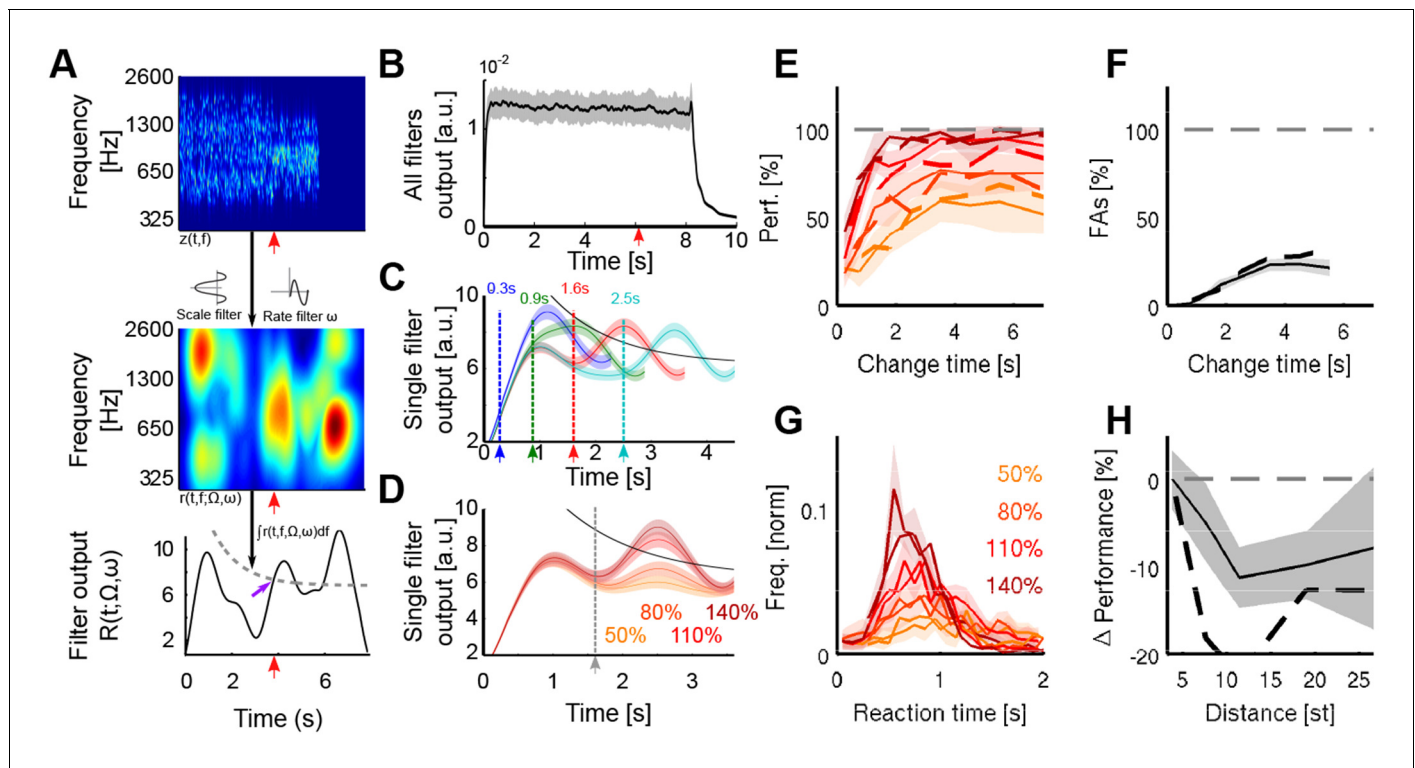 A
2600
1300
650
325
Frequency
[Hz]
z(t,f)
Scale filter
Rate filter ω
2600
1300
650
325
Frequency
[Hz]
r(t,f;Ω,ω)
∫r(t,f,Ω,ω)df
10
6
2
Filter output
R(t;Ω,ω)
0 2 4 6
Time (s)
B
10⁻²
1
0
All filters
output [a.u.]
0 2 4 6 8 10
Time [s]
C
0.3s 0.9s 1.6s 2.5s
10
6
2
Single filter
output [a.u.]
0 1 2 3 4
Time [s]
D
10
8
6
4
2
Single filter
output [a.u.]
80% 140%
50% 110%
0 1 2 3
Time [s]
E
100
50
0
Perf. [%]
0 2 4 6
Change time [s]
F
100
50
0
FAs [%]
0 5
Change time [s]
G
0.1
0
Freq. [norm]
50%
80%
110%
140%
0 1 2
Reaction time [s]
H
0
-10
-20
Δ Performance [%]
5 10 15 20 25
Distance [st]